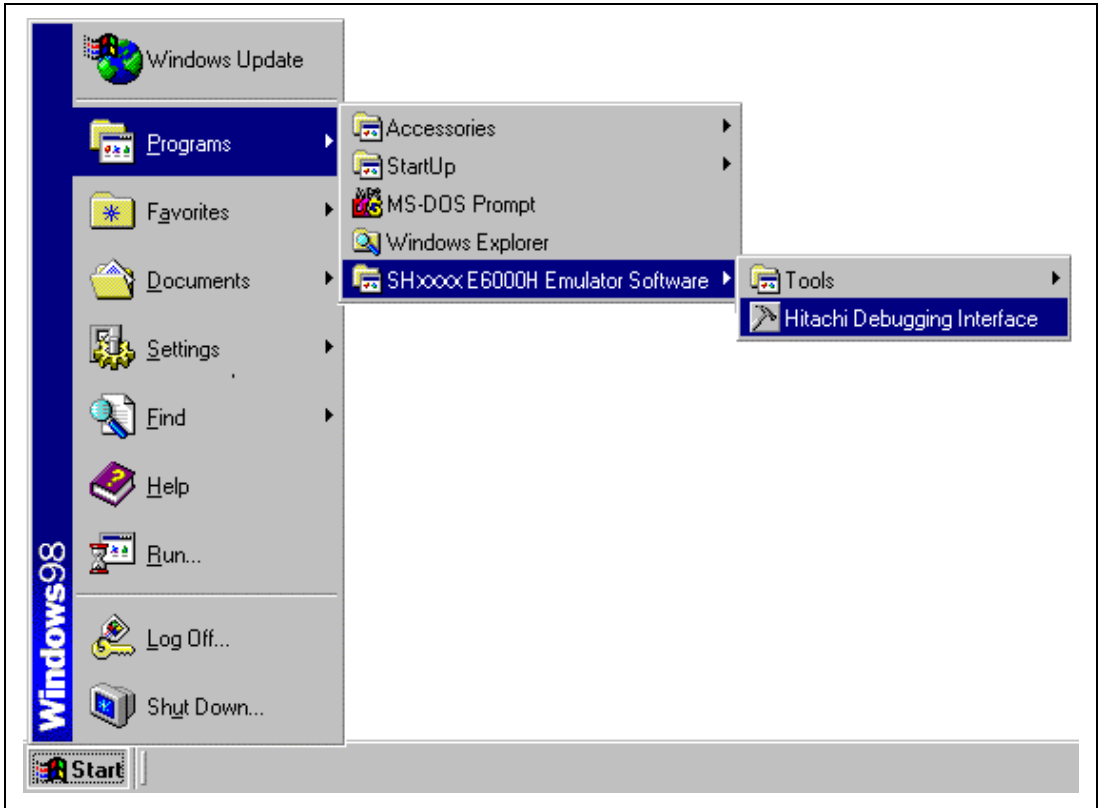 Windows Update
Programs
Accessories
StartUp
MS-DOS Prompt
Windows Explorer
SHxxxx E6000H Emulator Software
Tools
Hitachi Debugging Interface
Favorites
Documents
Settings
Find
Help
Run...
Log Off...
Shut Down...
Windows98
Start